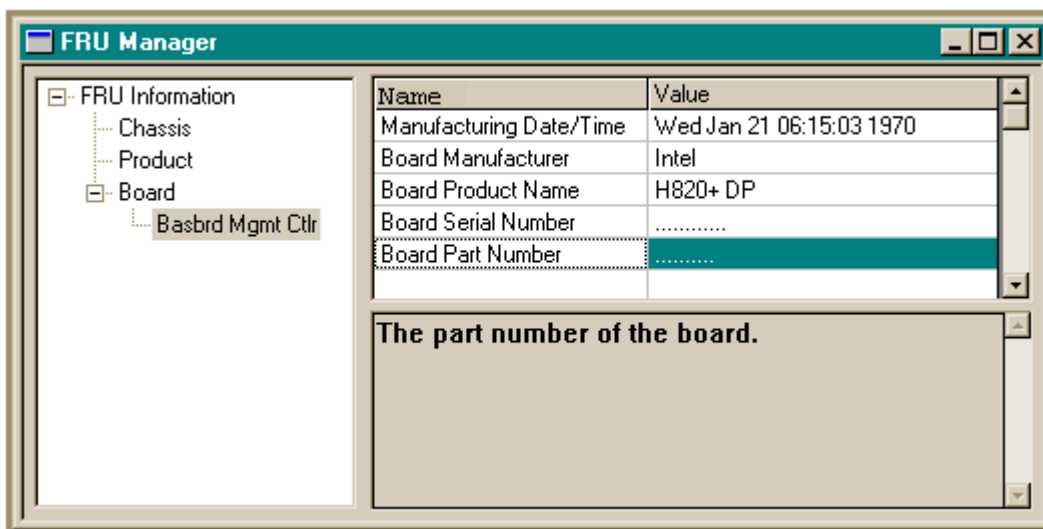 FRU Manager
FRU Information
Chassis
Product
Board
Basbrd Mgmt Ctlr
Name Value
Manufacturing Date/Time Wed Jan 21 06:15:03 1970
Board Manufacturer Intel
Board Product Name H820+ DP
Board Serial Number ............
Board Part Number ..........
The part number of the board.